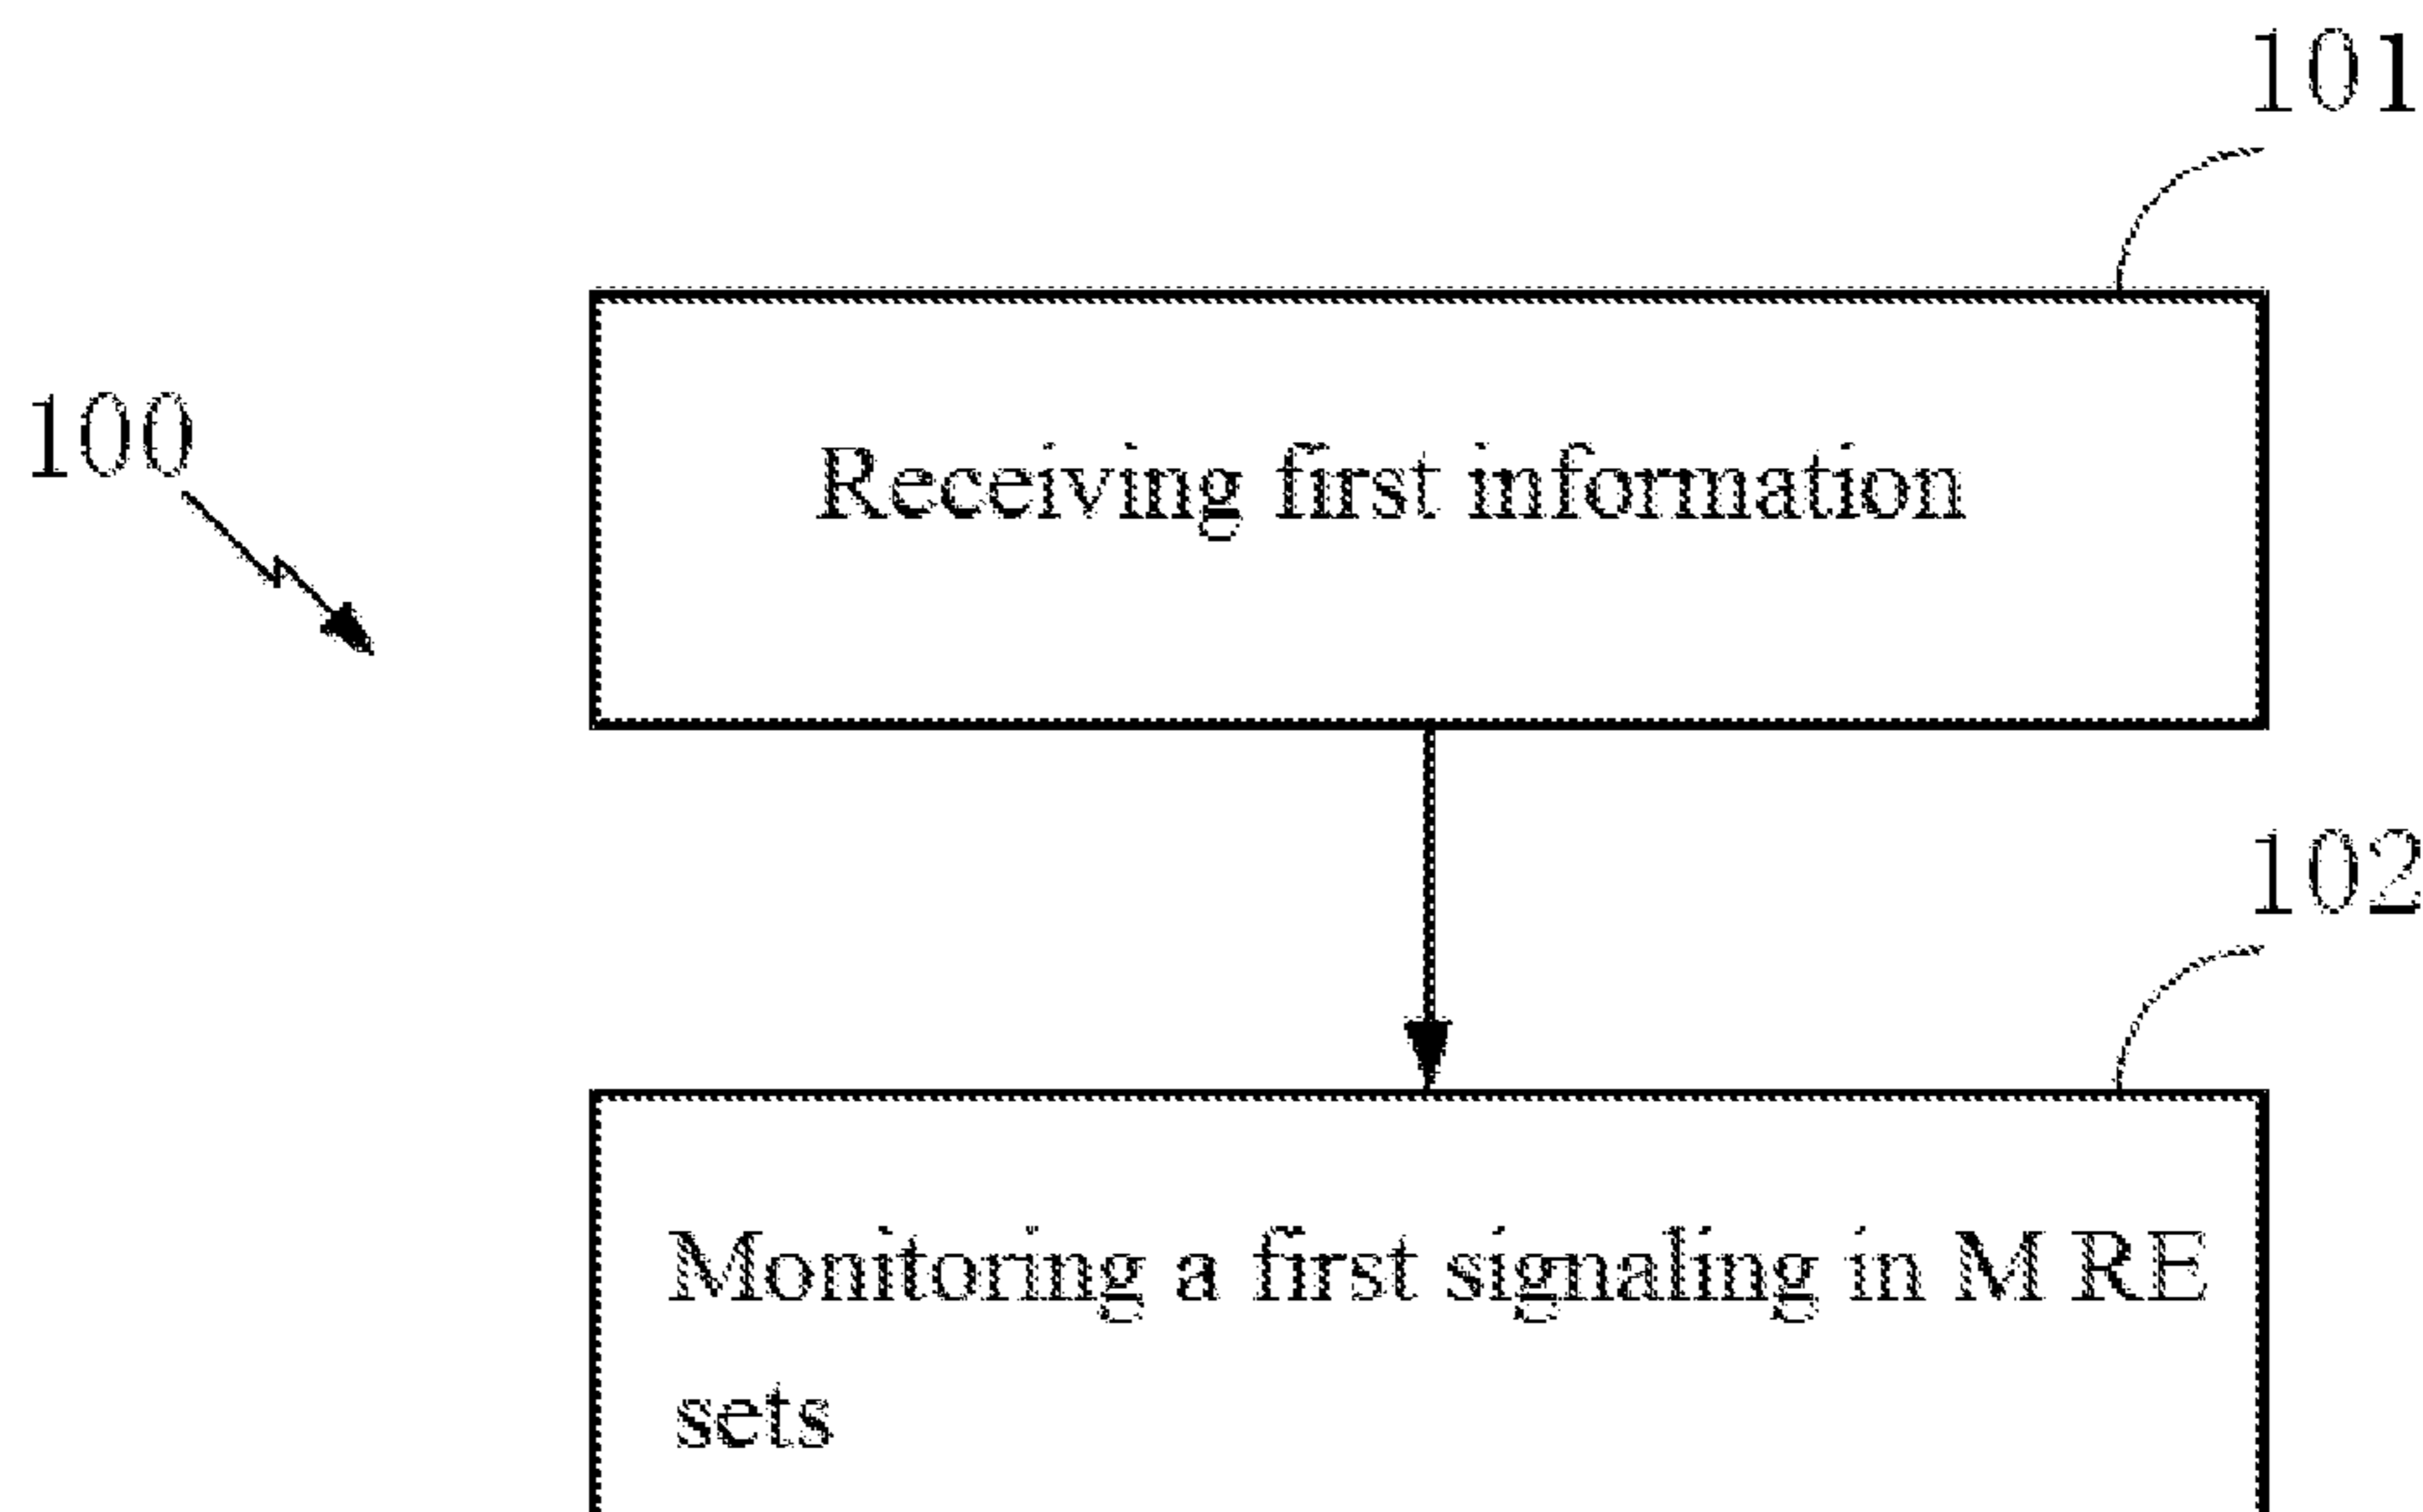 101
100
Receiving first information
102
Monitoring a first signaling in M RE
sets